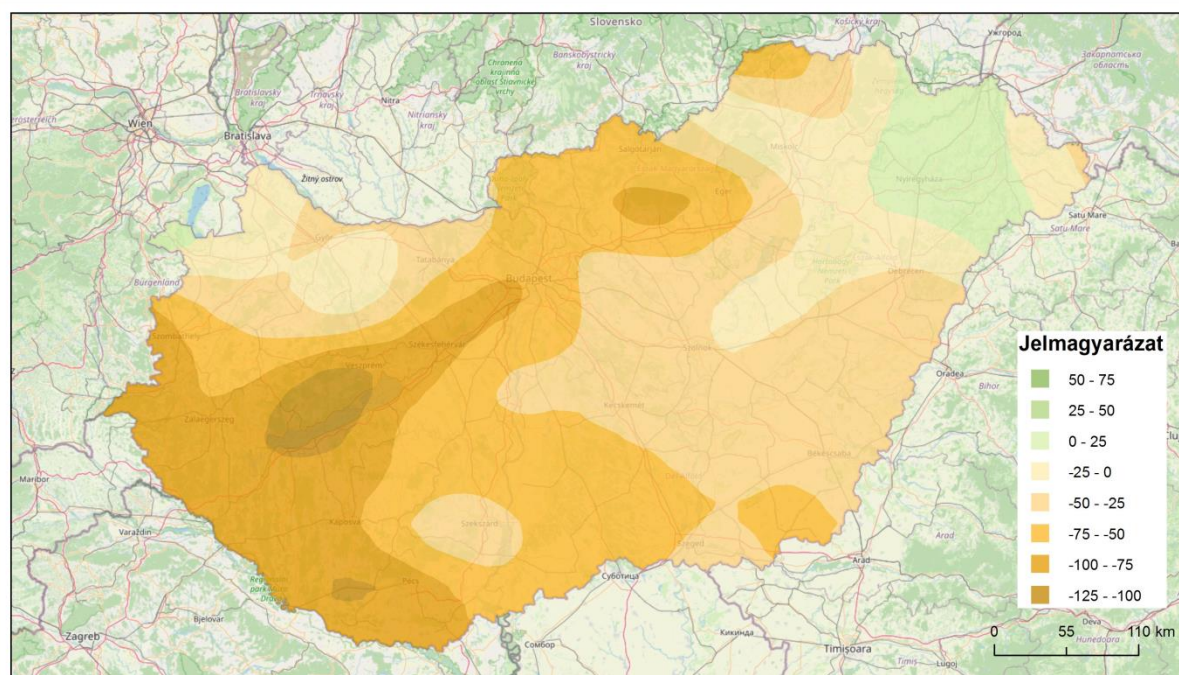 Slovensko
Košický kraj
Ужгород
Закарпатська
область
Banskobystrický
kraj
Chránená
krajinná
oblasť Štiavnické
vrchy
Bratislavský
kraj
Trnavský
kraj
Nitra
Nitriansky
kraj
Wien
Bratislava
Žitný ostrov
Salgótarján
Miskolc
Eger
Nyíregyháza
Satu Mare
Satu Mare
Győr
Tatabánya
Budapest
Debrecen
Burgenland
Szombathely
Székesfehérvár
Veszprém
Szolnok
Oradea
Bihor
Zalaegerszeg
Kecskemét
Békéscsaba
Maribor
Kaposvár
Szekszárd
Szeged
Arad
Arad
Varaždin
Pécs
Суботица
Bjelovar
Zagreb
Сомбор
Кикинда
Timișoara
Timiș
Lugoj
Deva
Hunedoara
Jelmagyarázat
50 - 75
25 - 50
0 - 25
-25 - 0
-50 - -25
-75 - -50
-100 - -75
-125 - -100
0 55 110 km